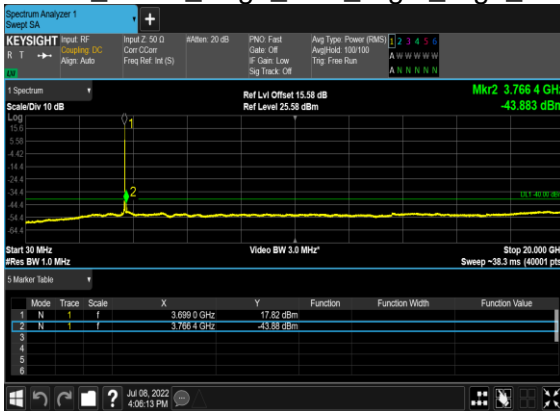 Spectrum Analyzer 1
Swept SA
KEYSIGHT
Input: RF
Coupling: DC
Align: Auto
Input Z: 50 Ω
Corr CCorr
Freq Ref: Int (S)
#Atten: 20 dB
PNO: Fast
Gate: Off
IF Gain: Low
Sig Track: Off
Avg Type: Power (RMS)
Avg|Hold: 100/100
Trig: Free Run
1 2 3 4 5 6
A W W W W W
A N N N N N
R T
1 Spectrum
Scale/Div 10 dB
Ref Lvl Offset 15.58 dB
Ref Level 25.58 dBm
Mkr2 3.766 4 GHz
-43.883 dBm
Log
15.6
5.58
-4.42
-14.4
-24.4
-34.4
-44.4
-54.4
-64.4
1
2
Start 30 MHz
#Res BW 1.0 MHz
Video BW 3.0 MHz*
Stop 20.000 GH
Sweep ~38.3 ms (40001 pts
5 Marker Table
Mode Trace Scale X Y Function Function Width Function Value
1 N 1 f 3.699 0 GHz 17.82 dBm
2 N 1 f 3.766 4 GHz -43.88 dBm
3
4
5
6
?
Jul 08, 2022
4:06:13 PM